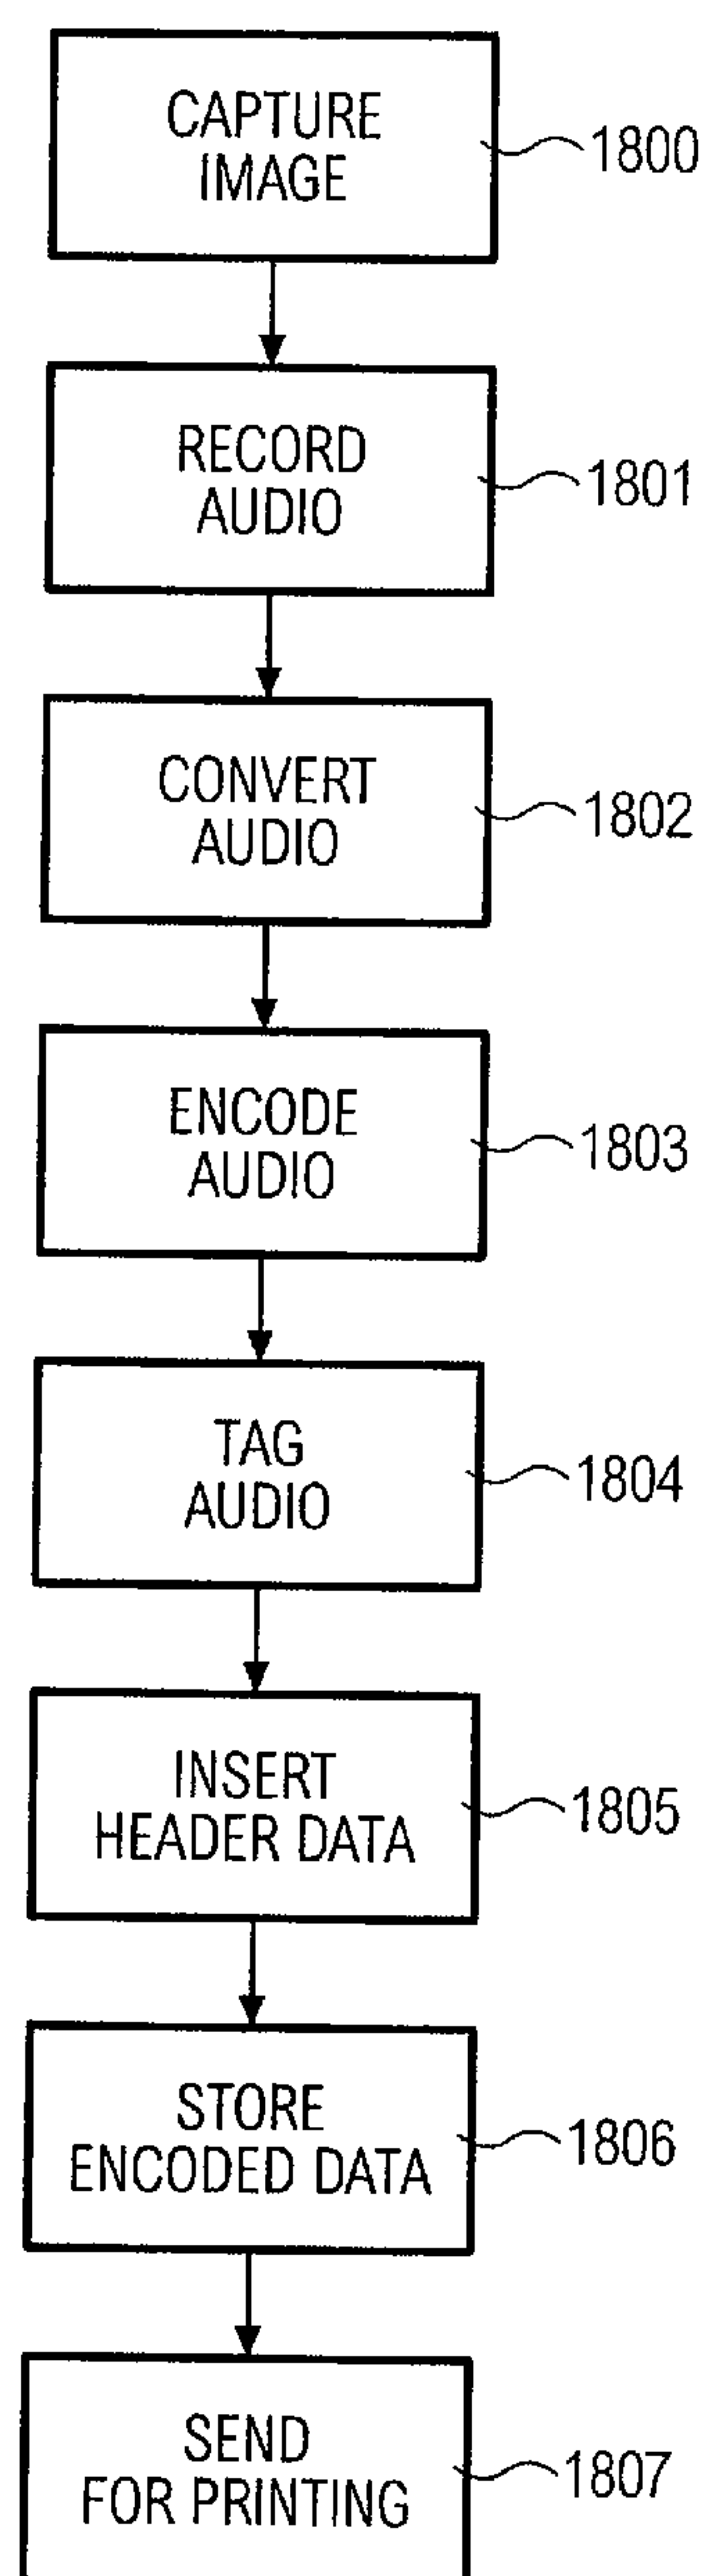 CAPTURE
IMAGE
1800
RECORD
AUDIO
1801
CONVERT
AUDIO
1802
ENCODE
AUDIO
1803
TAG
AUDIO
1804
INSERT
HEADER DATA
1805
STORE
ENCODED DATA
1806
SEND
FOR PRINTING
1807